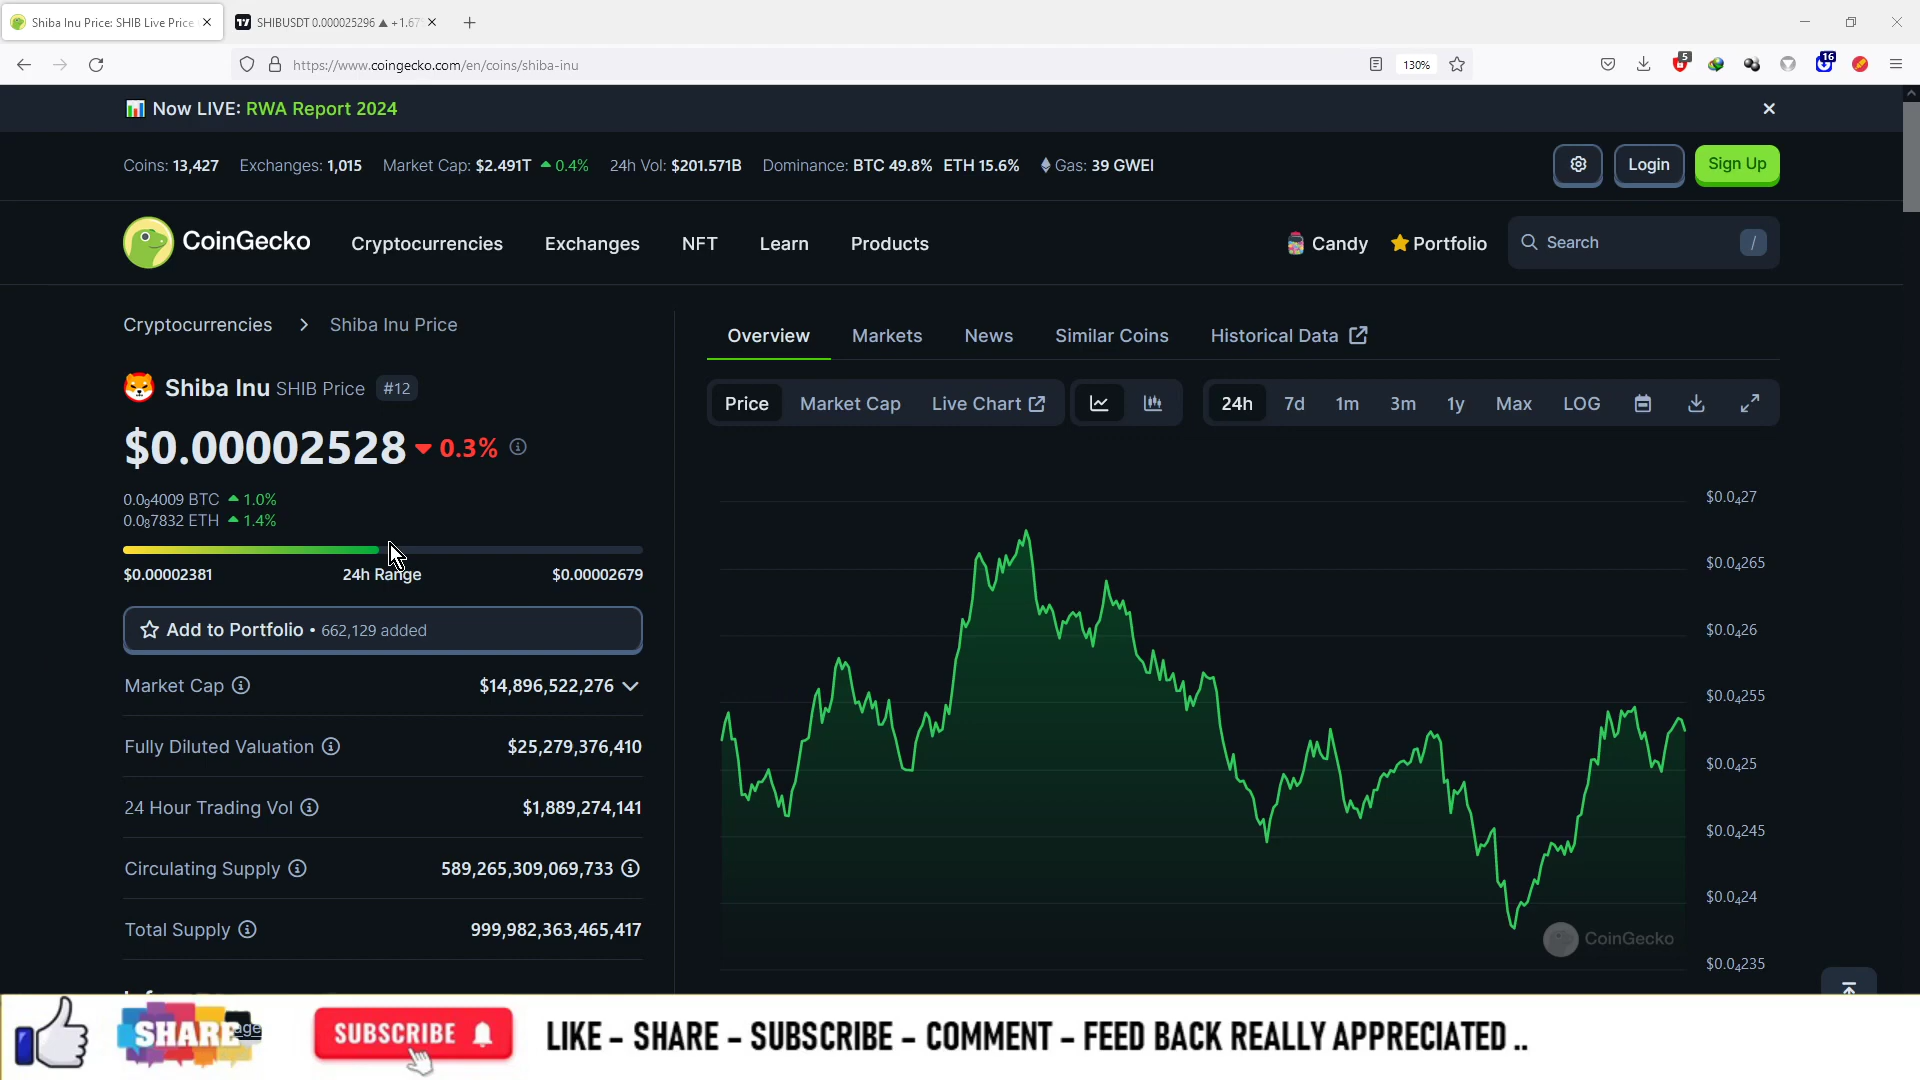 Shiba Inu Price: SHIB Live Price
SHIBUSDT 0.000025296 ▲ +1.67
https://www.coingecko.com/en/coins/shiba-inu
130%
5
16
Now LIVE: RWA Report 2024
Coins: 13,427 Exchanges: 1,015 Market Cap: $2.491T 0.4% 24h Vol: $201.571B Dominance: BTC 49.8% ETH 15.6% Gas: 39 GWEI
Login
Sign Up
CoinGecko
Cryptocurrencies
Exchanges
NFT
Learn
Products
Candy
Portfolio
Search
/
Cryptocurrencies > Shiba Inu Price
Shiba Inu SHIB Price #12
$0.00002528 0.3%
0.0₉4009 BTC 1.0%
0.0₈7832 ETH 1.4%
$0.00002381 24h Range $0.00002679
Add to Portfolio • 662,129 added
Market Cap $14,896,522,276
Fully Diluted Valuation $25,279,376,410
24 Hour Trading Vol $1,889,274,141
Circulating Supply 589,265,309,069,733
Total Supply 999,982,363,465,417
Overview
Markets
News
Similar Coins
Historical Data
Price
Market Cap
Live Chart
24h
7d
1m
3m
1y
Max
LOG
$0.0₄27
$0.0₄265
$0.0₄26
$0.0₄255
$0.0₄25
$0.0₄245
$0.0₄24
$0.0₄235
CoinGecko
SHARE
SUBSCRIBE
LIKE – SHARE – SUBSCRIBE – COMMENT – FEED BACK REALLY APPRECIATED ..